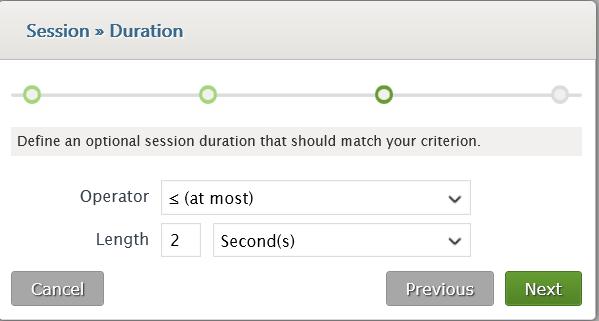 Session » Duration
Define an optional session duration that should match your criterion.
Operator ≤ (at most)
Length 2 Second(s)
Cancel Previous Next